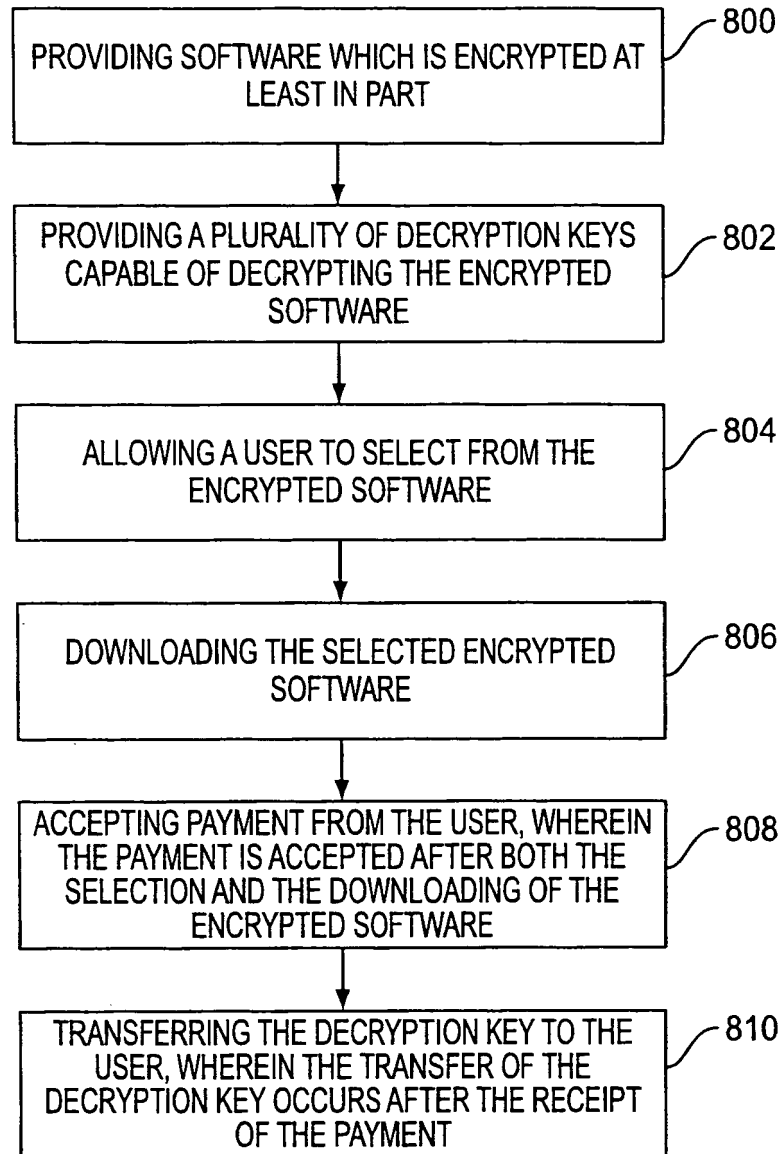 800
PROVIDING SOFTWARE WHICH IS ENCRYPTED AT
LEAST IN PART
802
PROVIDING A PLURALITY OF DECRYPTION KEYS
CAPABLE OF DECRYPTING THE ENCRYPTED
SOFTWARE
804
ALLOWING A USER TO SELECT FROM THE
ENCRYPTED SOFTWARE
806
DOWNLOADING THE SELECTED ENCRYPTED
SOFTWARE
808
ACCEPTING PAYMENT FROM THE USER, WHEREIN
THE PAYMENT IS ACCEPTED AFTER BOTH THE
SELECTION AND THE DOWNLOADING OF THE
ENCRYPTED SOFTWARE
810
TRANSFERRING THE DECRYPTION KEY TO THE
USER, WHEREIN THE TRANSFER OF THE
DECRYPTION KEY OCCURS AFTER THE RECEIPT
OF THE PAYMENT